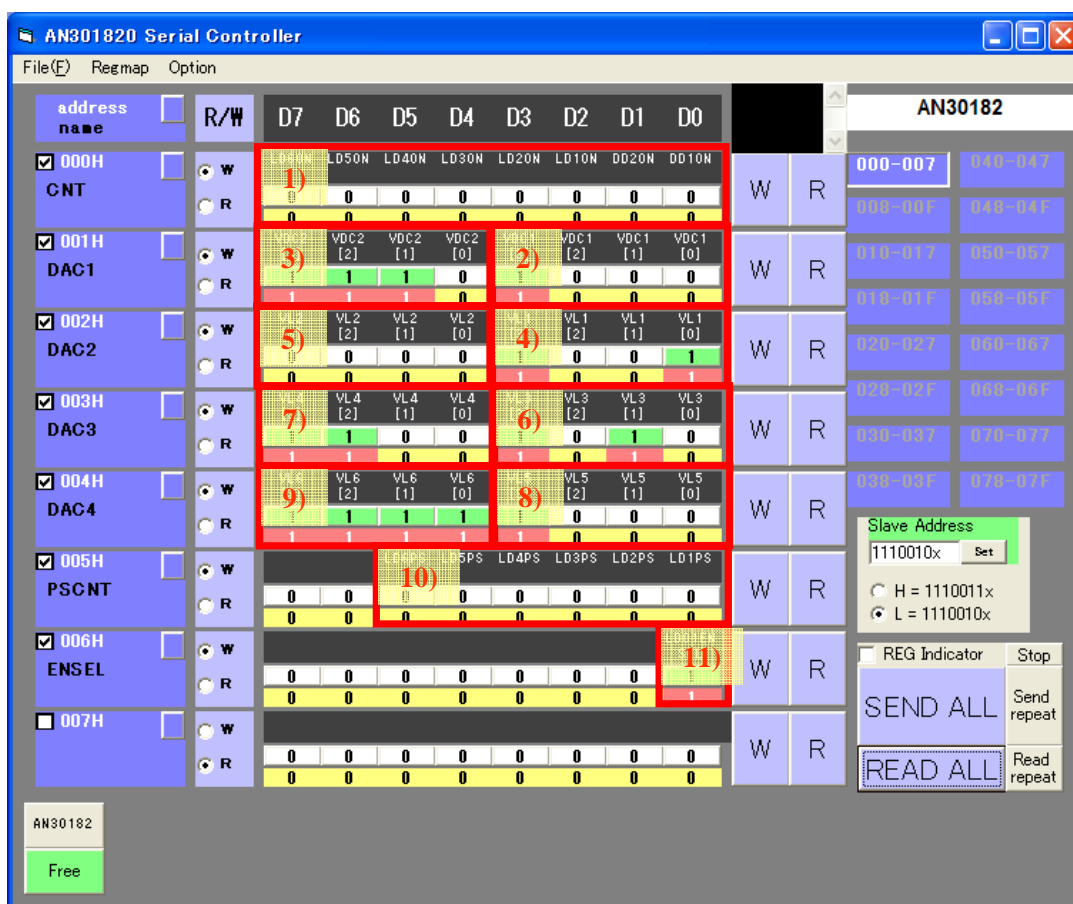 AN301820 Serial Controller
File(F) Regmap Option
address name R/W D7 D6 D5 D4 D3 D2 D1 D0 AN30182
000H CNT W R
LD50N LD40N LD30N LD20N LD10N DD20N DD10N
1) 0 0 0 0 0 0 0
0 0 0 0 0 0 0 0
W R
001H DAC1 W R
VDC2 [2] VDC2 [1] VDC2 [0] VDC1 [2] VDC1 [1] VDC1 [0]
3) 1 1 0 2) 0 0 0
1 1 1 0 1 0 0 0
W R
002H DAC2 W R
VL2 [2] VL2 [1] VL2 [0] VL1 [2] VL1 [1] VL1 [0]
5) 0 0 0 4) 0 0 1
0 0 0 0 1 0 0 1
W R
003H DAC3 W R
VL4 [2] VL4 [1] VL4 [0] VL3 [2] VL3 [1] VL3 [0]
7) 1 0 0 6) 0 1 0
1 1 0 0 1 0 1 0
W R
004H DAC4 W R
VL6 [2] VL6 [1] VL6 [0] VL5 [2] VL5 [1] VL5 [0]
9) 1 1 1 8) 0 0 0
1 1 1 1 1 0 0 0
W R
005H PSCNT W R
LD4PS LD3PS LD2PS LD1PS
0 0 10) 0 0 0 0 0
0 0 0 0 0 0 0 0
W R
006H ENSEL W R
0 0 0 0 0 0 0 11)
0 0 0 0 0 0 0 1
W R
007H W R
0 0 0 0 0 0 0 0
0 0 0 0 0 0 0 0
W R
000-007 040-047
008-00F 048-04F
010-017 050-057
018-01F 058-05F
020-027 060-067
028-02F 068-06F
030-037 070-077
038-03F 078-07F
Slave Address
1110010x Set
H = 1110011x
L = 1110010x
REG Indicator Stop
SEND ALL Send repeat
READ ALL Read repeat
AN30182
Free